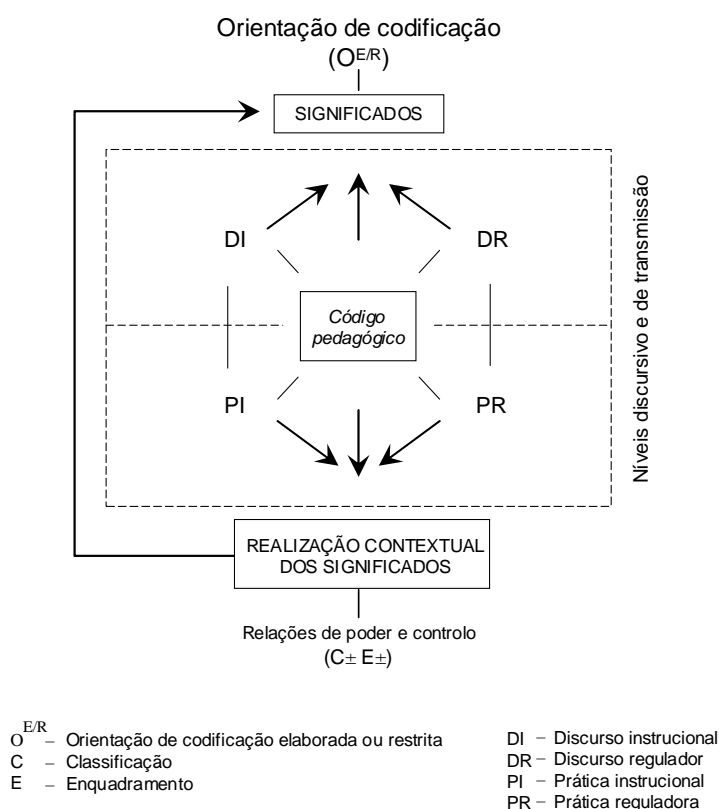 Orientação de codificação
(O^E/R)
SIGNIFICADOS
DI
DR
Código
pedagógico
PI
PR
Níveis discursivo e de transmissão
REALIZAÇÃO CONTEXTUAL
DOS SIGNIFICADOS
Relações de poder e controlo
(C± E±)
O^E/R – Orientação de codificação elaborada ou restrita
C – Classificação
E – Enquadramento
DI – Discurso instrucional
DR – Discurso regulador
PI – Prática instrucional
PR – Prática reguladora